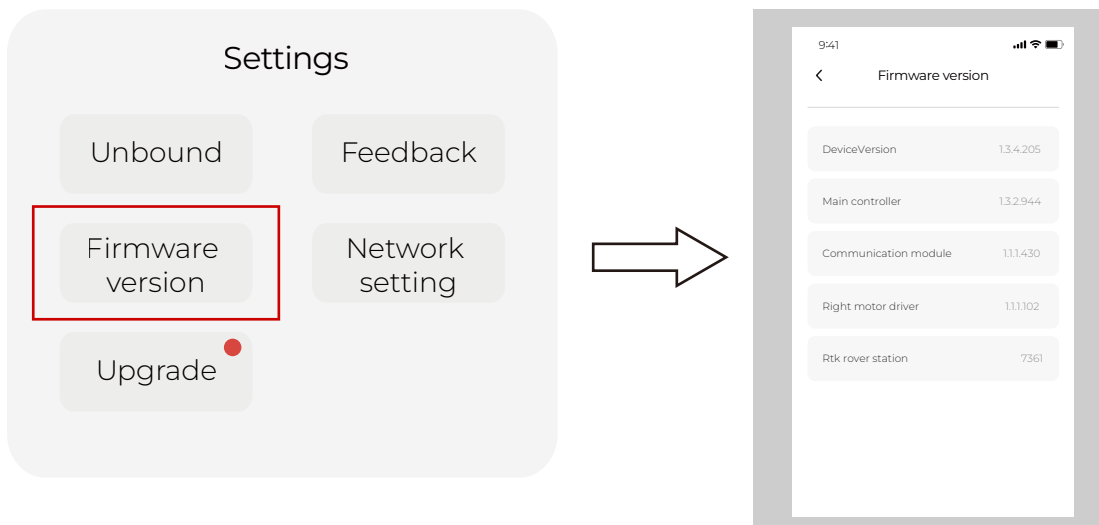 Settings
Unbound
Feedback
Firmware
version
Network
setting
Upgrade
9:41
Firmware version
DeviceVersion 1.3.4.205
Main controller 1.3.2.944
Communication module 1.1.1.430
Right motor driver 1.1.1.102
Rtk rover station 7361